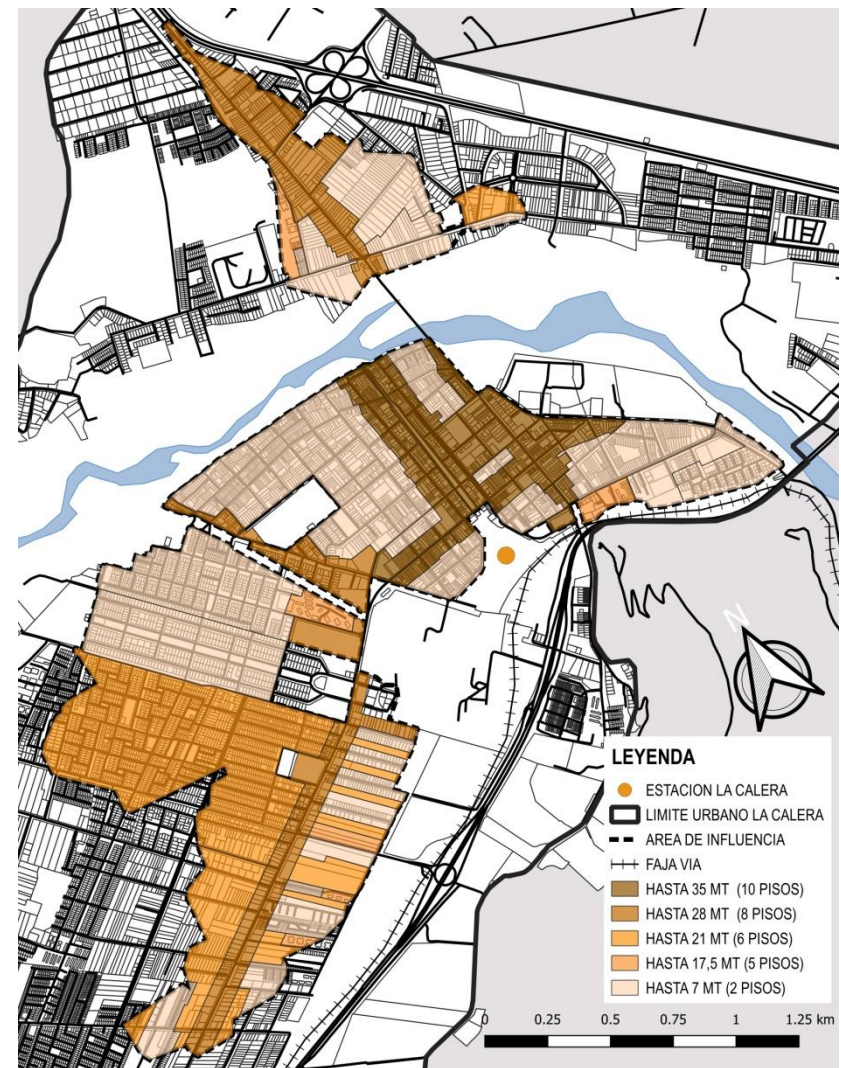 N
LEYENDA
ESTACION LA CALERA
LIMITE URBANO LA CALERA
AREA DE INFLUENCIA
FAJA VIA
HASTA 35 MT (10 PISOS)
HASTA 28 MT (8 PISOS)
HASTA 21 MT (6 PISOS)
HASTA 17,5 MT (5 PISOS)
HASTA 7 MT (2 PISOS)
0 0.25 0.5 0.75 1 1.25 km